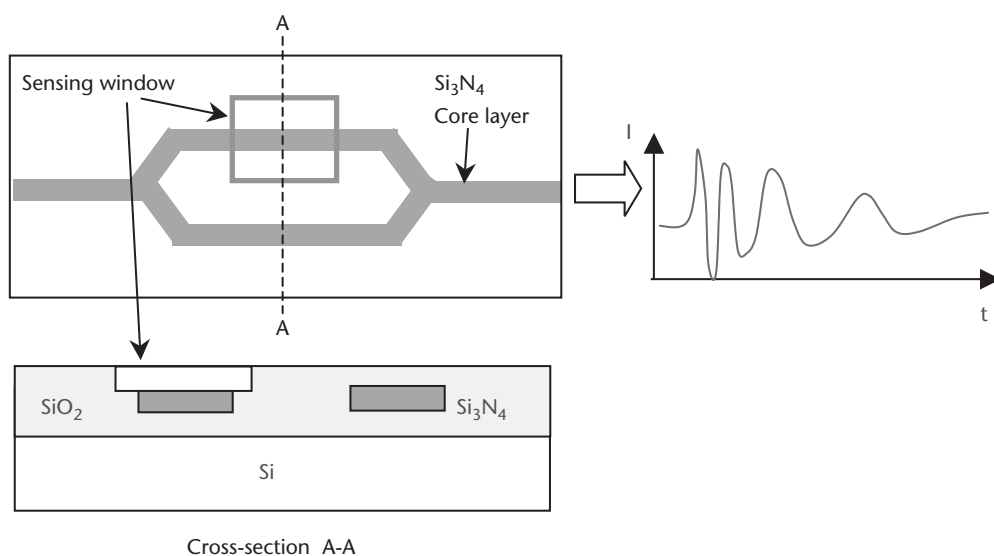 A
Sensing window
Si₃N₄
Core layer
I
t
A
SiO₂
Si₃N₄
Si
Cross-section A-A